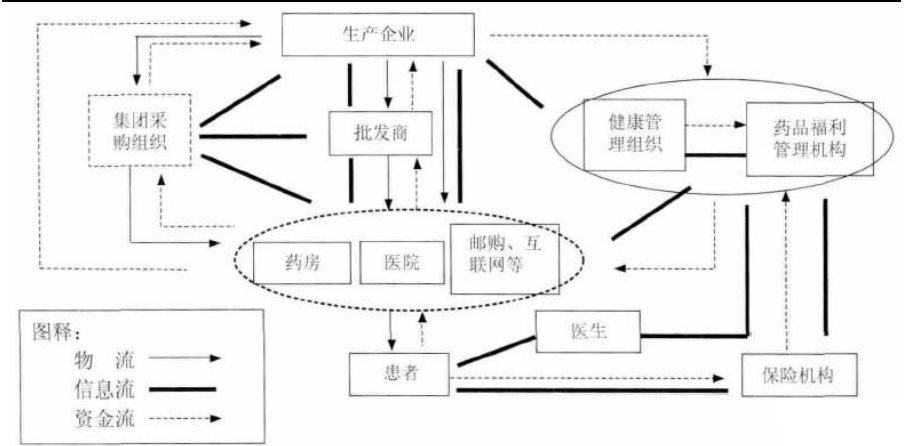 生产企业
集团采
购组织
批发商
健康管
理组织
药品福利
管理机构
药房
医院
邮购、互
联网等
图释：
物 流
信息流
资金流
医生
患者
保险机构